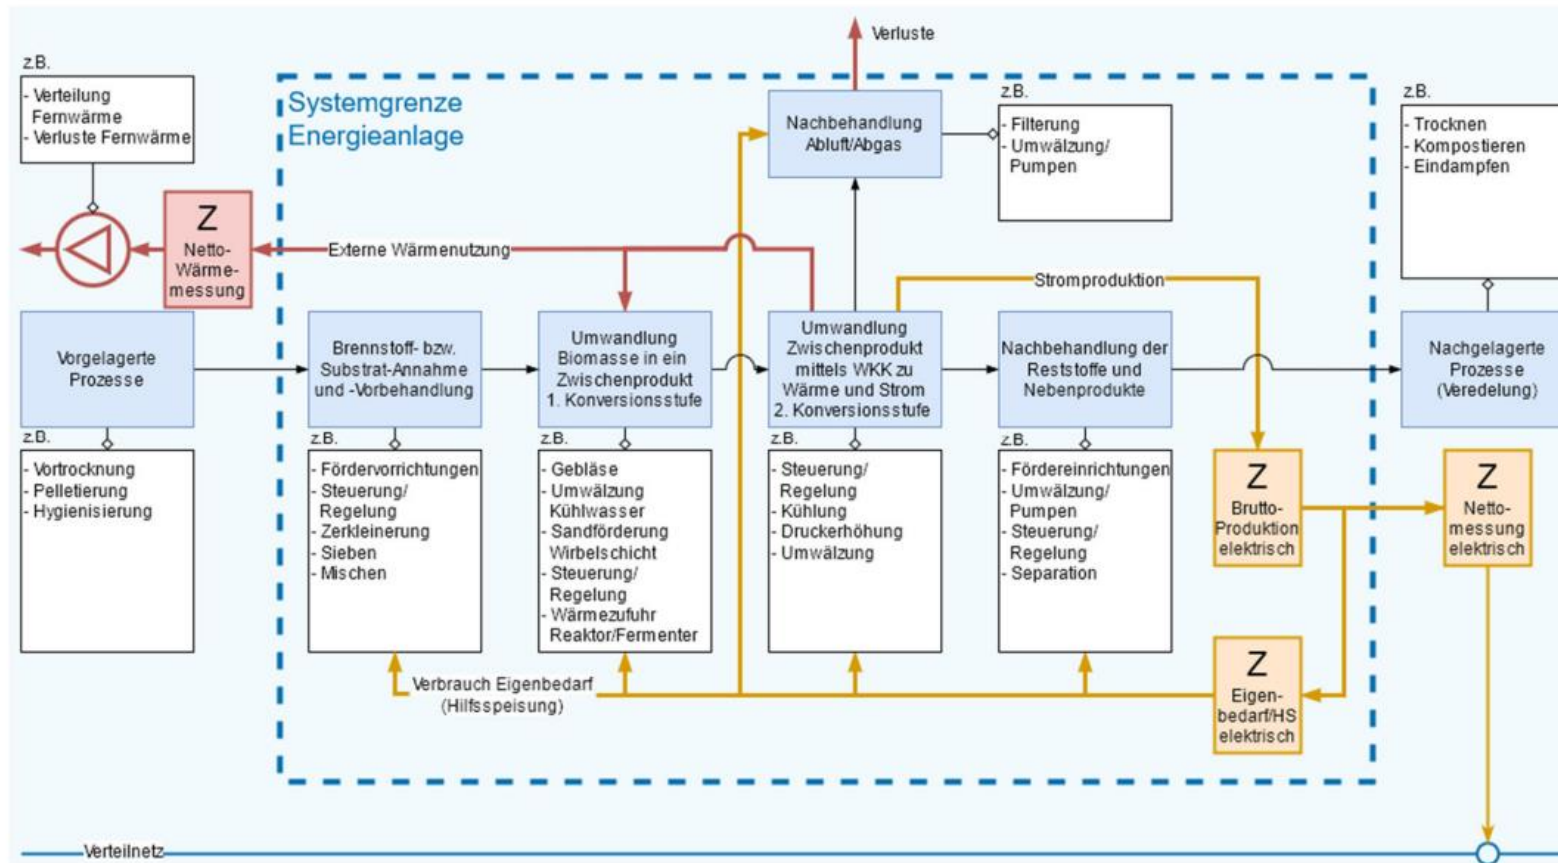 Verluste
z.B.
- Verteilung
Fernwärme
- Verluste Fernwärme
Systemgrenze
Energieanlage
Nachbehandlung
Abluft/Abgas
z.B.
- Filterung
- Umwälzung/
Pumpen
z.B.
- Trocknen
- Kompostieren
- Eindampfen
Z
Netto-
Wärme-
messung
Externe Wärmenutzung
Stromproduktion
Vorgelagerte
Prozesse
Brennstoff- bzw.
Substrat-Annahme
und -Vorbehandlung
Umwandlung
Biomasse in ein
Zwischenprodukt
1. Konversionsstufe
Umwandlung
Zwischenprodukt
mittels WKK zu
Wärme und Strom
2. Konversionsstufe
Nachbehandlung der
Reststoffe und
Nebenprodukte
Nachgelagerte
Prozesse
(Veredelung)
z.B.
- Vortrocknung
- Pelletierung
- Hygienisierung
z.B.
- Fördervorrichtungen
- Steuerung/
Regelung
- Zerkleinerung
- Sieben
- Mischen
z.B.
- Gebläse
- Umwälzung
Kühlwasser
- Sandförderung
Wirbelschicht
- Steuerung/
Regelung
- Wärmezufuhr
Reaktor/Fermenter
z.B.
- Steuerung/
Regelung
- Kühlung
- Druckerhöhung
- Umwälzung
z.B.
- Fördereinrichtungen
- Umwälzung/
Pumpen
- Steuerung/
Regelung
- Separation
Z
Brutto-
Produktion
elektrisch
Z
Netto-
messung
elektrisch
Z
Eigen-
bedarf/HS
elektrisch
Verbrauch Eigenbedarf
(Hilfsspeisung)
Verteilnetz